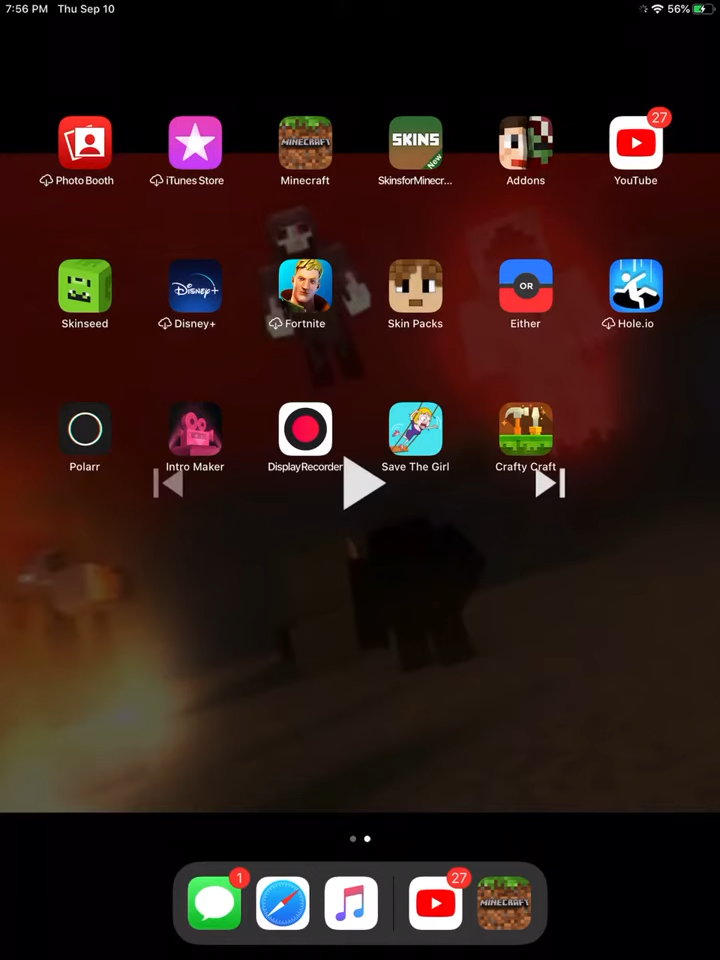 7:56 PM Thu Sep 10 56%
MINECRAFT SKINS New 27
Photo Booth iTunes Store Minecraft SkinsforMinecr... Addons YouTube
Disney+ OR
Skinseed Disney+ Fortnite Skin Packs Either Hole.io
Polarr Intro Maker DisplayRecorder Save The Girl Crafty Craft
1 27
MINECRAFT